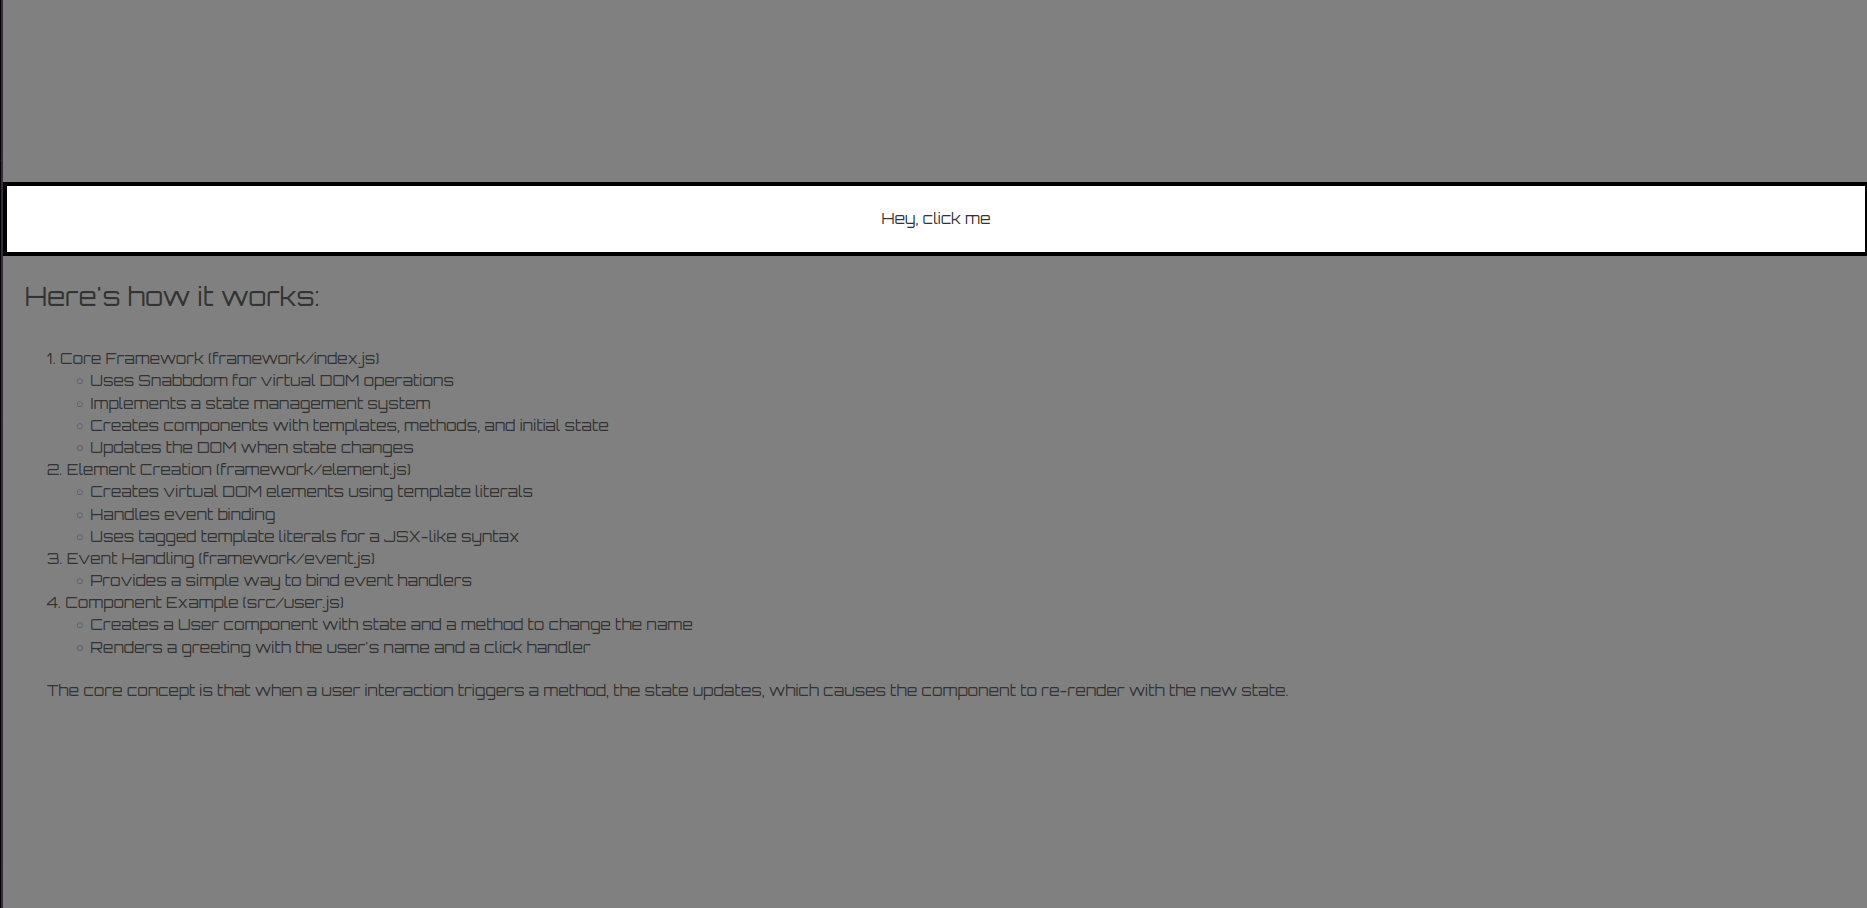 Hey, click me
Here's how it works:
1. Core Framework (framework/index.js)
○ Uses Snabbdom for virtual DOM operations
○ Implements a state management system
○ Creates components with templates, methods, and initial state
○ Updates the DOM when state changes
2. Element Creation (framework/element.js)
○ Creates virtual DOM elements using template literals
○ Handles event binding
○ Uses tagged template literals for a JSX-like syntax
3. Event Handling (framework/event.js)
○ Provides a simple way to bind event handlers
4. Component Example (src/user.js)
○ Creates a User component with state and a method to change the name
○ Renders a greeting with the user's name and a click handler
The core concept is that when a user interaction triggers a method, the state updates, which causes the component to re-render with the new state.